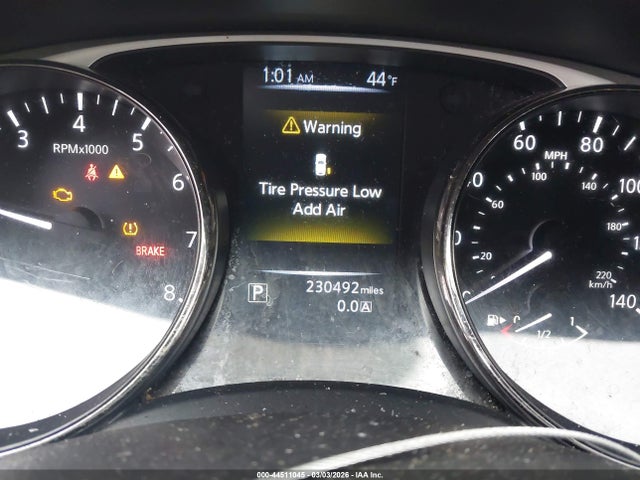 1:01 AM 44°F
Warning
Tire Pressure Low
Add Air
P 230492 miles
0.0 A
3 4 5 6 7 8
RPMx1000
BRAKE
60 80 100
MPH
20 60 100 140 180 220
km/h
140
0 1/2 1
000-44511045 - 03/03/2026 - IAA Inc.